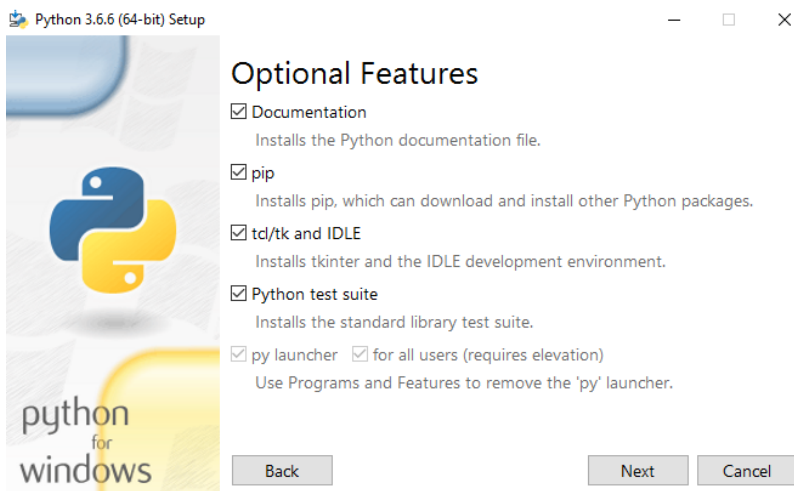 Python 3.6.6 (64-bit) Setup
Optional Features
Documentation
Installs the Python documentation file.
pip
Installs pip, which can download and install other Python packages.
tcl/tk and IDLE
Installs tkinter and the IDLE development environment.
Python test suite
Installs the standard library test suite.
py launcher for all users (requires elevation)
Use Programs and Features to remove the 'py' launcher.
python
for
windows
Back Next Cancel